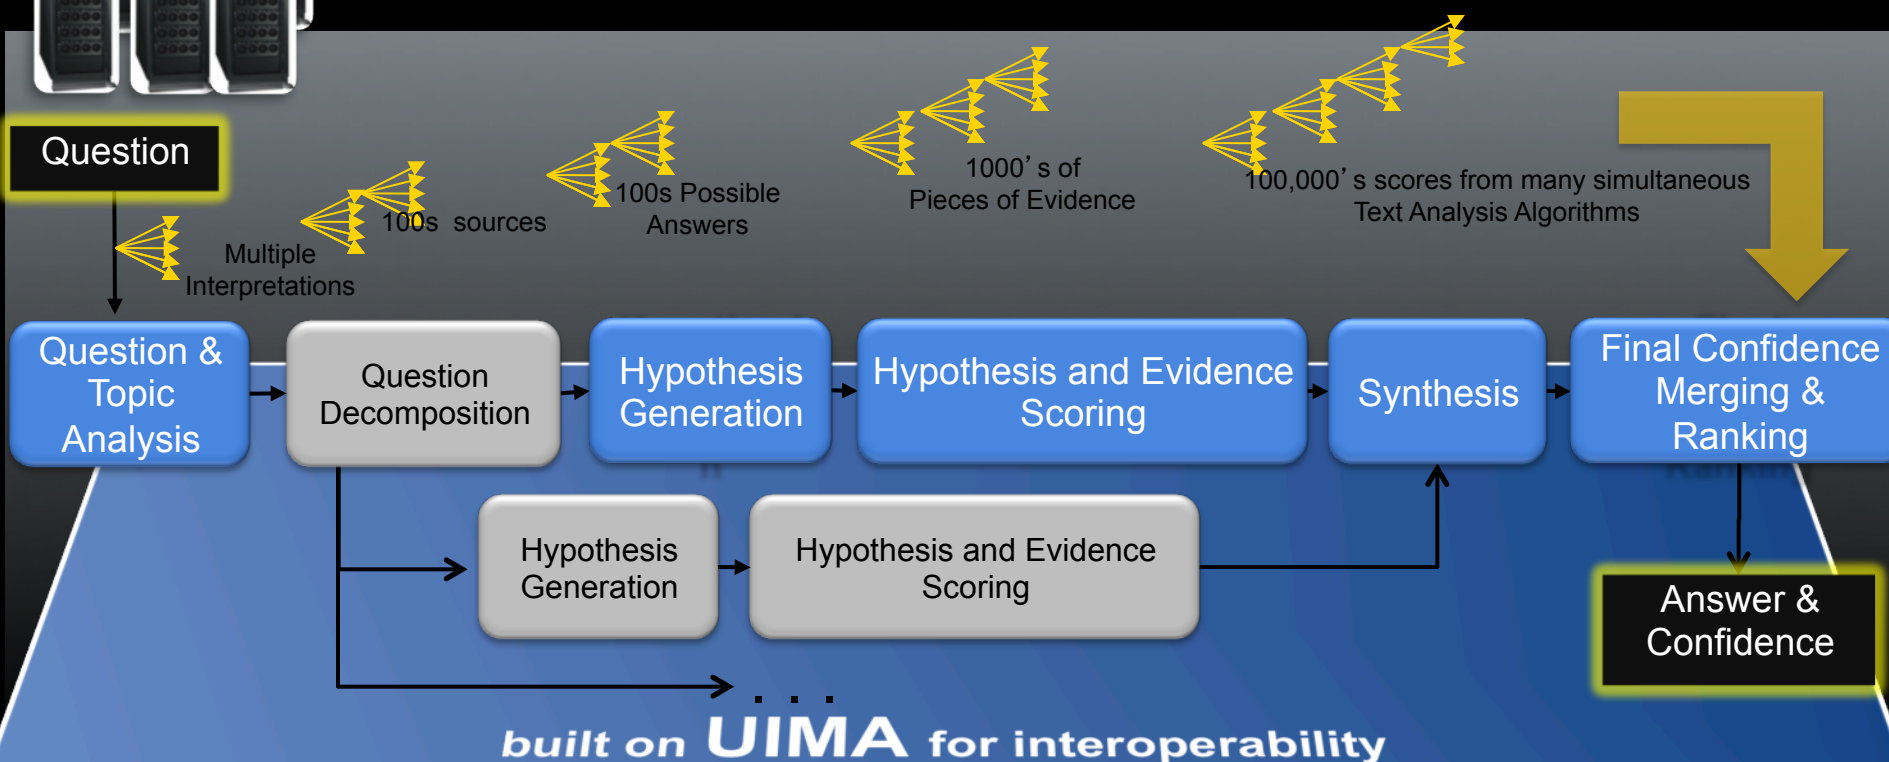 Question
Multiple
Interpretations
100s sources
100s Possible
Answers
1000’s of
Pieces of Evidence
100,000’s scores from many simultaneous
Text Analysis Algorithms
Question &
Topic
Analysis
Question
Decomposition
Hypothesis
Generation
Hypothesis and Evidence
Scoring
Synthesis
Final Confidence
Merging &
Ranking
Hypothesis
Generation
Hypothesis and Evidence
Scoring
Answer &
Confidence
. . .
built on UIMA for interoperability